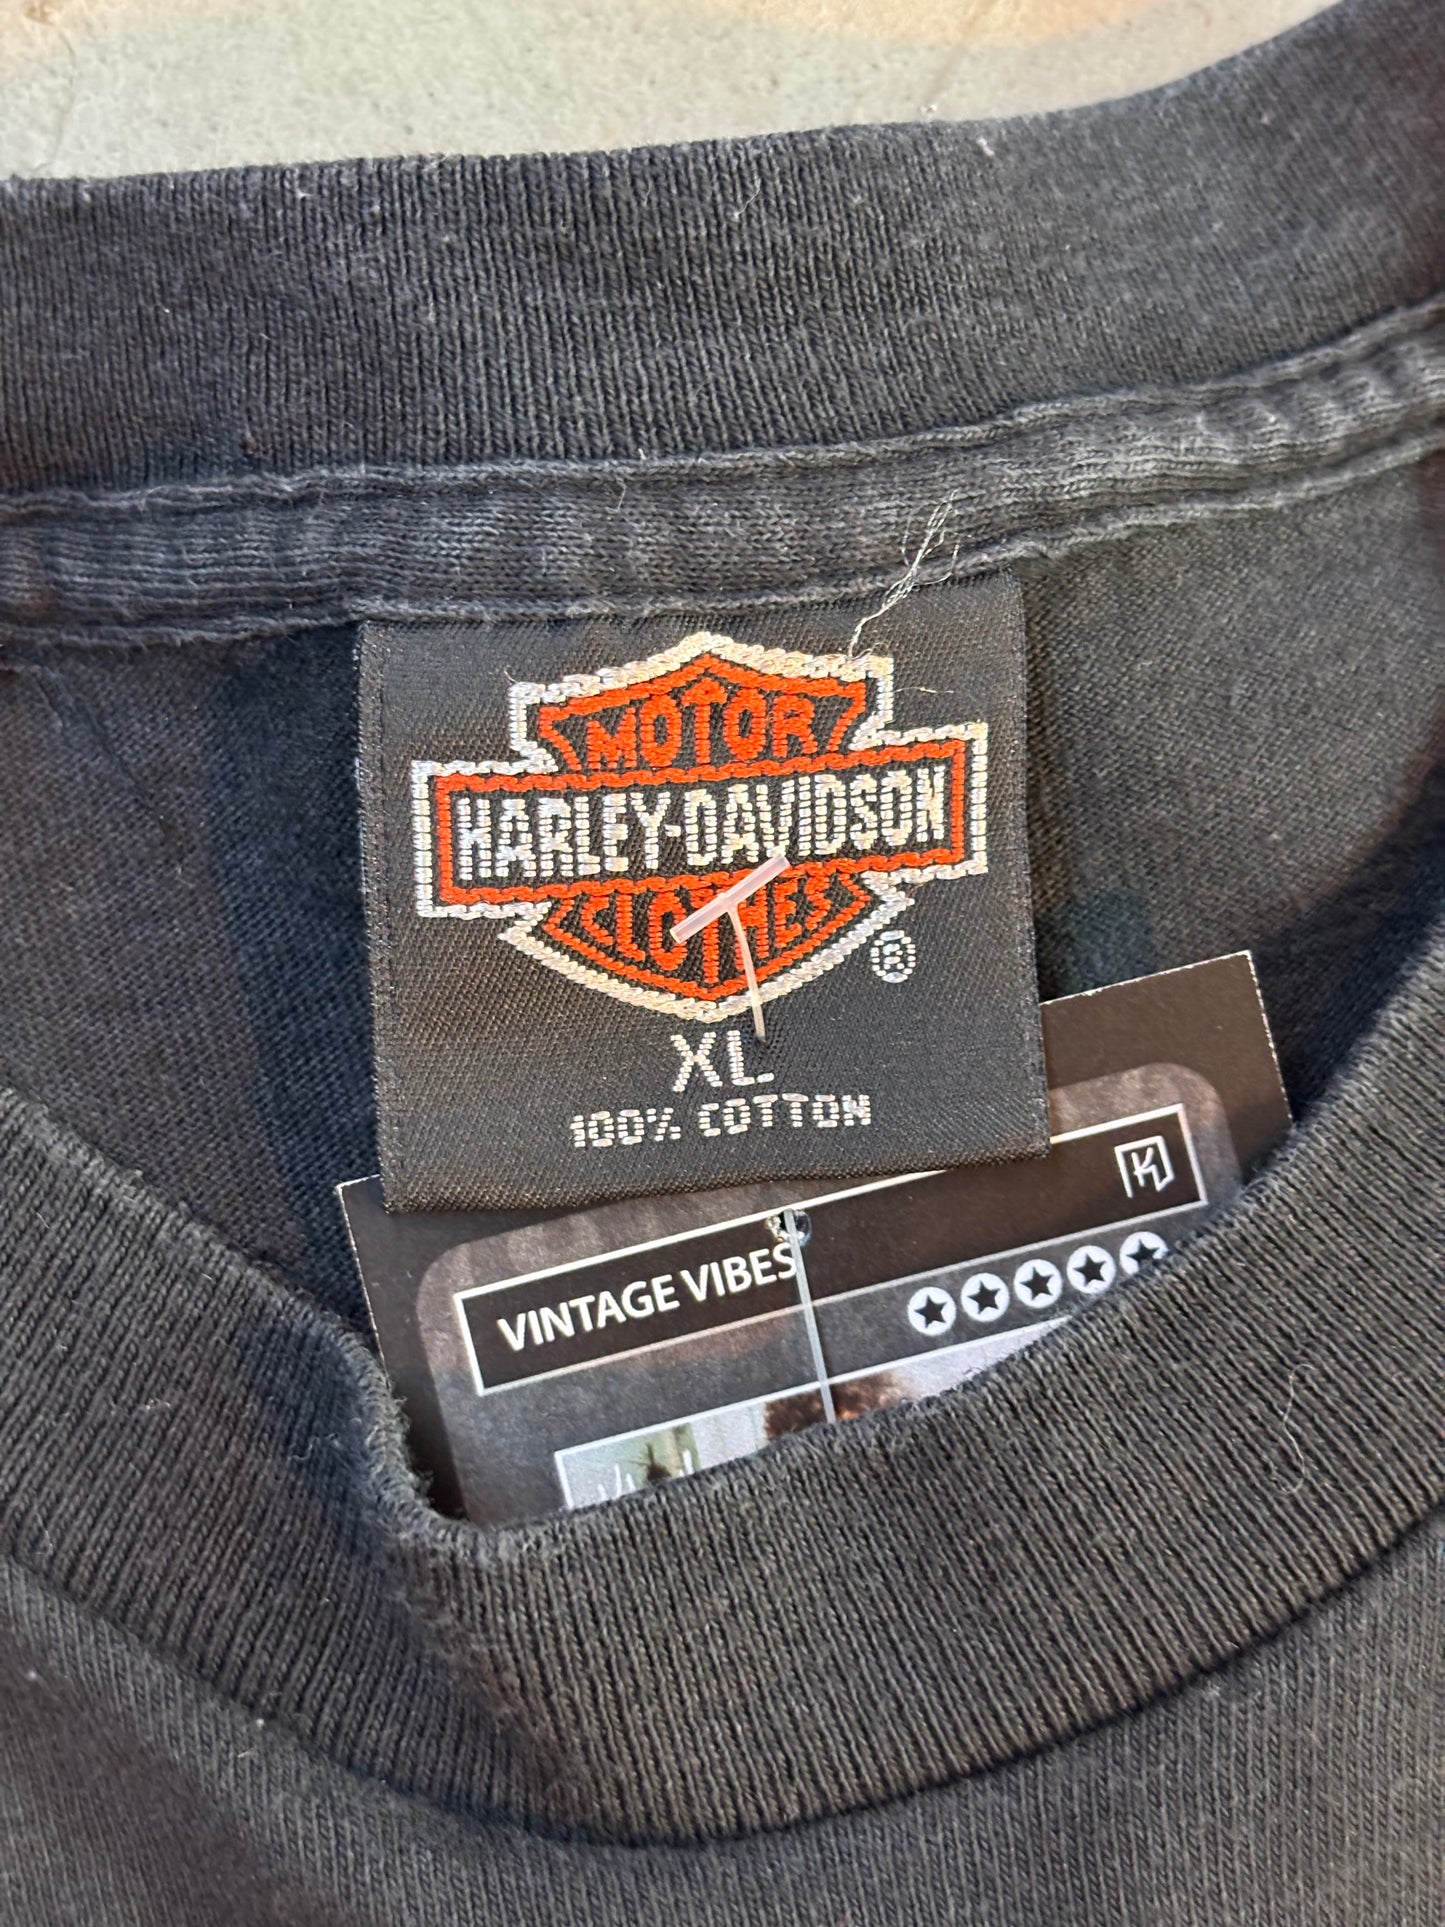 MOTOR
HARLEY-DAVIDSON
CLOTHES
®
XL
100% COTTON
VINTAGE VIBES